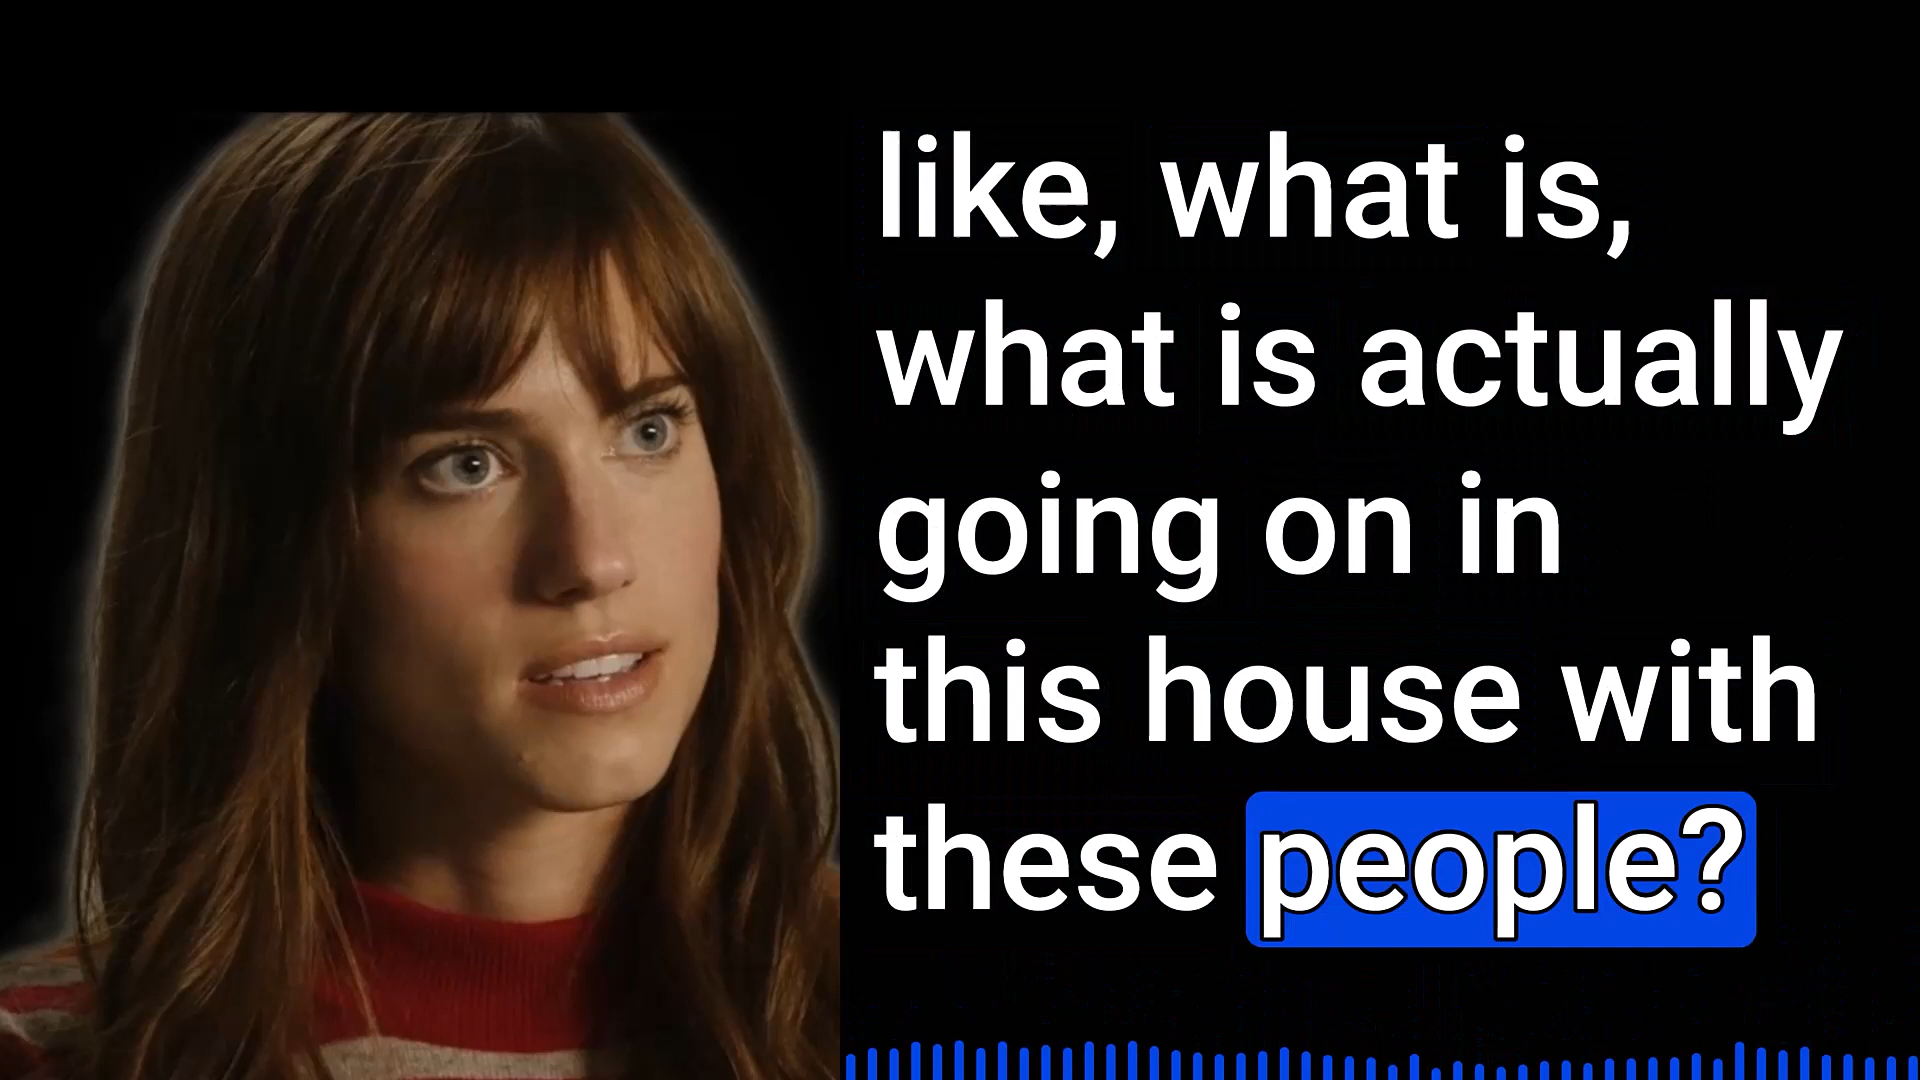 like, what is,
what is actually
going on in
this house with
these people?